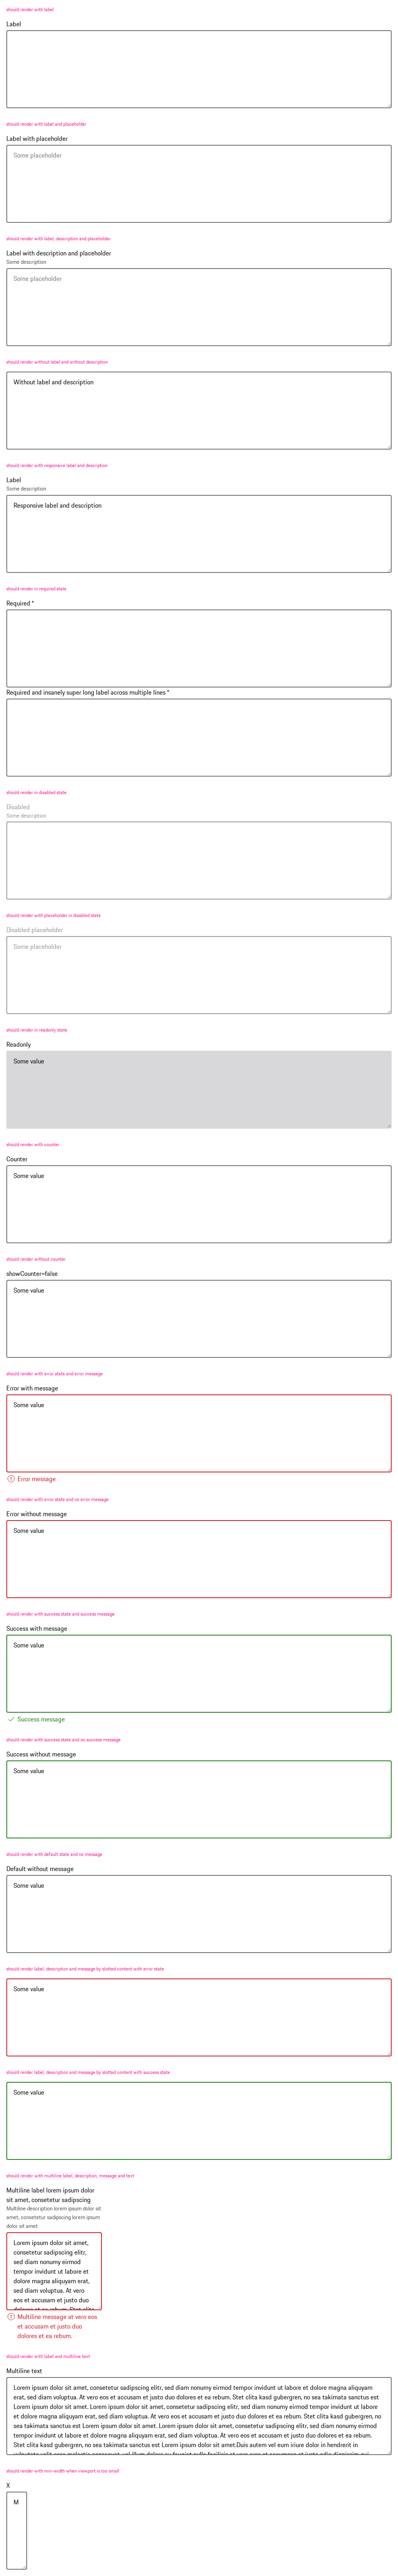 should render with label
Label
should render with label and placeholder
Label with placeholder
Some placeholder
should render with label, description and placeholder
Label with description and placeholder
Some description
Some placeholder
should render without label and without description
Without label and description
should render with responsive label and description
Label
Some description
Responsive label and description
should render in required state
Required *
Required and insanely super long label across multiple lines *
should render in disabled state
Disabled
Some description
should render with placeholder in disabled state
Disabled placeholder
Some placeholder
should render in readonly state
Readonly
Some value
should render with counter
Counter
Some value
should render without counter
showCounter=false
Some value
should render with error state and error message
Error with message
Some value
Error message
should render with error state and no error message
Error without message
Some value
should render with success state and success message
Success with message
Some value
Success message
should render with success state and no success message
Success without message
Some value
should render with default state and no message
Default without message
Some value
should render label, description and message by slotted content with error state
Some value
should render label, description and message by slotted content with success state
Some value
should render with multiline label, description, message and text
Multiline label lorem ipsum dolor
sit amet, consetetur sadipscing
Multiline description lorem ipsum dolor sit
amet, consetetur sadipscing lorem ipsum
dolor sit amet
Lorem ipsum dolor sit amet,
consetetur sadipscing elitr,
sed diam nonumy eirmod
tempor invidunt ut labore et
dolore magna aliquyam erat,
sed diam voluptua. At vero
eos et accusam et justo duo
dolores et ea rebum. Stet clita
Multiline message at vero eos
et accusam et justo duo
dolores et ea rebum.
should render with label and multiline text
Multiline text
Lorem ipsum dolor sit amet, consetetur sadipscing elitr, sed diam nonumy eirmod tempor invidunt ut labore et dolore magna aliquyam
erat, sed diam voluptua. At vero eos et accusam et justo duo dolores et ea rebum. Stet clita kasd gubergren, no sea takimata sanctus est
Lorem ipsum dolor sit amet. Lorem ipsum dolor sit amet, consetetur sadipscing elitr, sed diam nonumy eirmod tempor invidunt ut labore
et dolore magna aliquyam erat, sed diam voluptua. At vero eos et accusam et justo duo dolores et ea rebum. Stet clita kasd gubergren, no
sea takimata sanctus est Lorem ipsum dolor sit amet. Lorem ipsum dolor sit amet, consetetur sadipscing elitr, sed diam nonumy eirmod
tempor invidunt ut labore et dolore magna aliquyam erat, sed diam voluptua. At vero eos et accusam et justo duo dolores et ea rebum.
Stet clita kasd gubergren, no sea takimata sanctus est Lorem ipsum dolor sit amet.Duis autem vel eum iriure dolor in hendrerit in
should render with min-width when viewport is too small
X
M